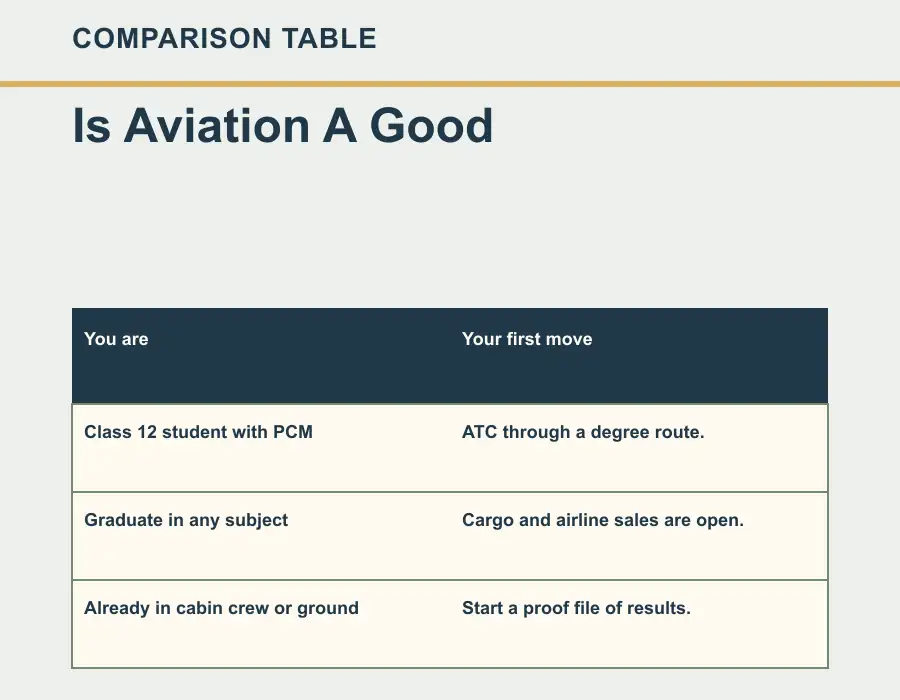 COMPARISON TABLE
Is Aviation A Good
You are Your first move
Class 12 student with PCM ATC through a degree route.
Graduate in any subject Cargo and airline sales are open.
Already in cabin crew or ground Start a proof file of results.